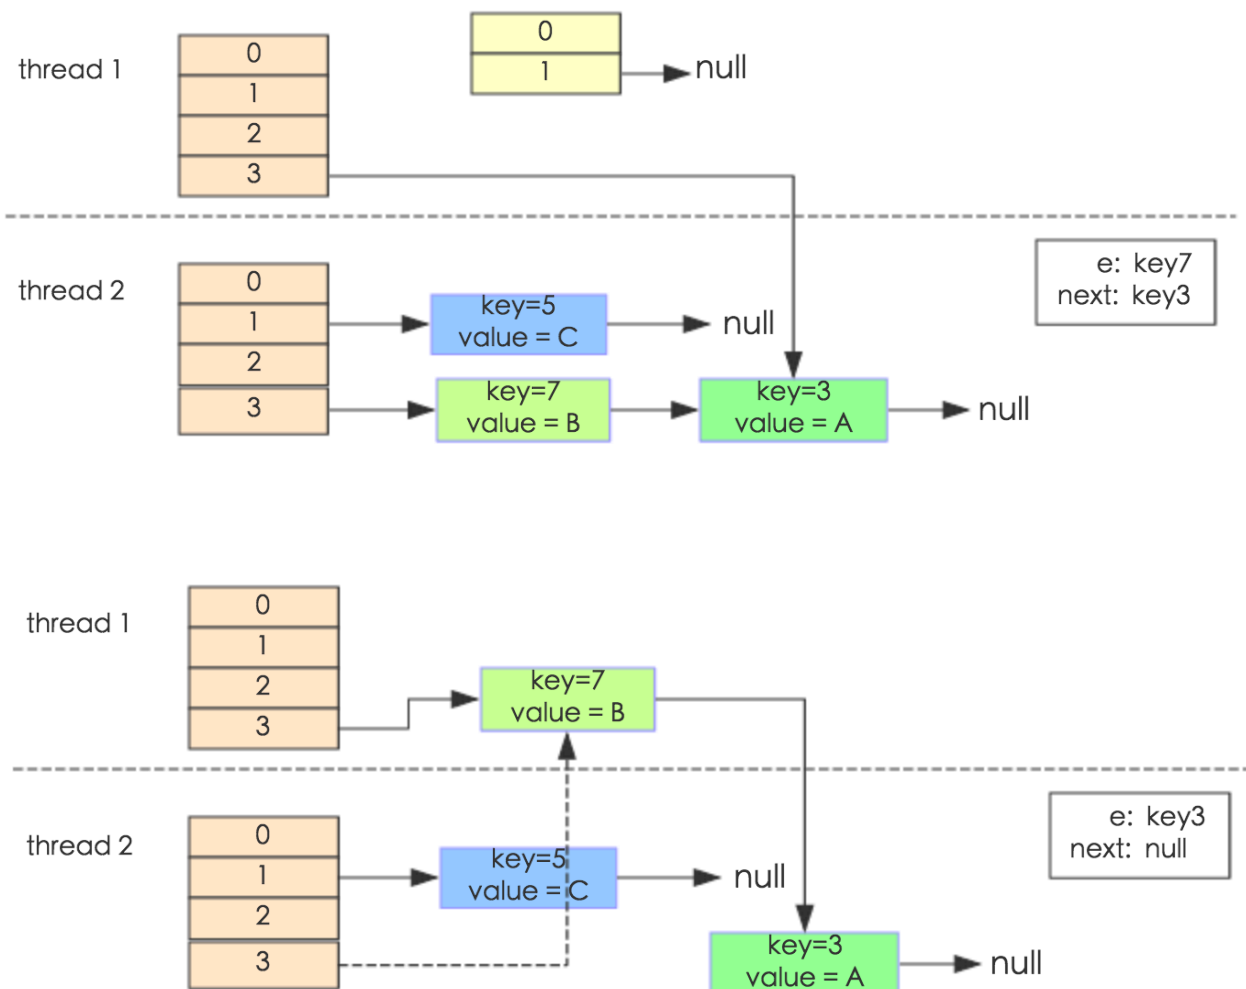 thread 1
0
1
2
3
0
1
null
thread 2
0
1
2
3
key=5
value = C
null
key=7
value = B
key=3
value = A
null
e: key7
next: key3
thread 1
0
1
2
3
key=7
value = B
thread 2
0
1
2
3
key=5
value = C
null
key=3
value = A
null
e: key3
next: null